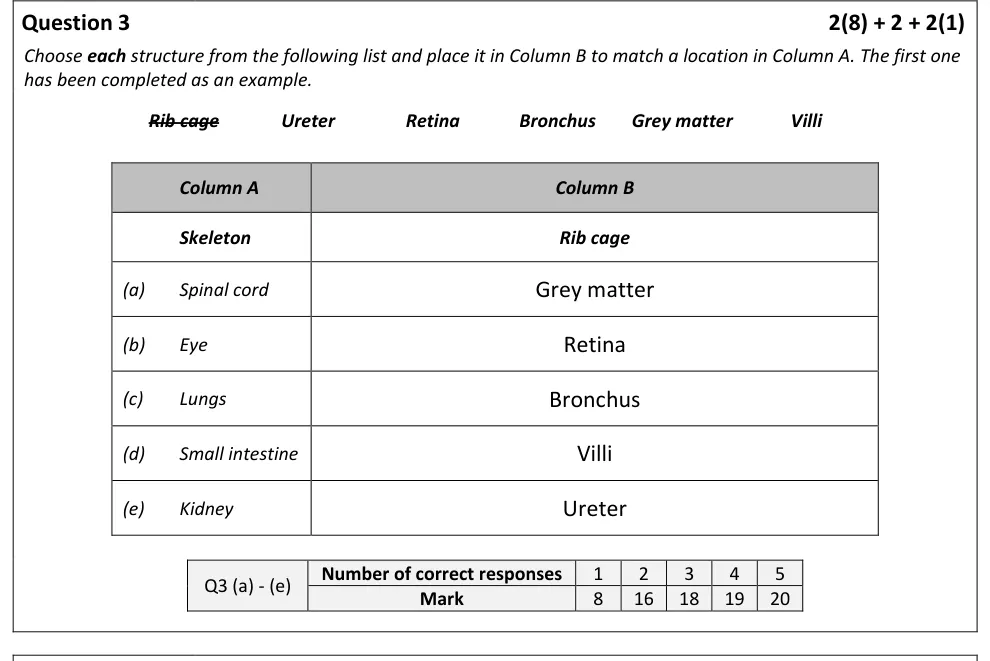 Question 3 2(8) + 2 + 2(1)
Choose each structure from the following list and place it in Column B to match a location in Column A. The first one
has been completed as an example.
Rib cage Ureter Retina Bronchus Grey matter Villi
Column A Column B
Skeleton Rib cage
(a) Spinal cord Grey matter
(b) Eye Retina
(c) Lungs Bronchus
(d) Small intestine Villi
(e) Kidney Ureter
Q3 (a) - (e) Number of correct responses 1 2 3 4 5
Mark 8 16 18 19 20